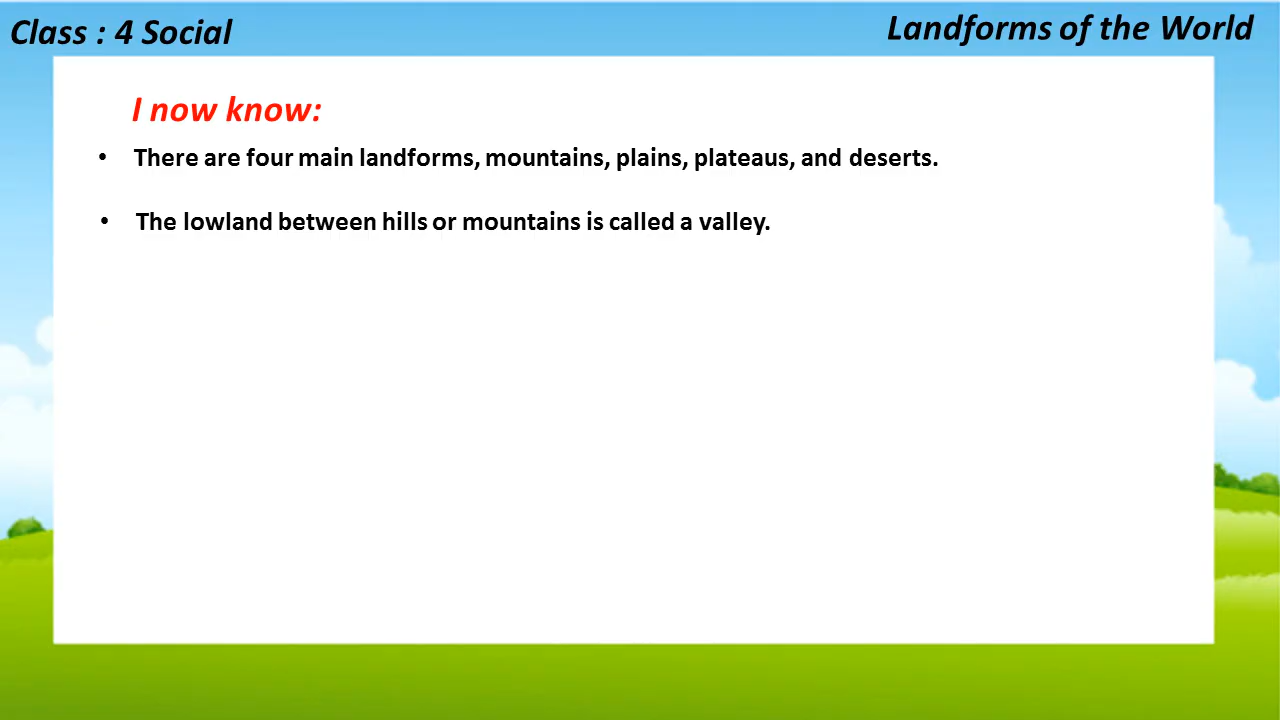 Class : 4 Social
Landforms of the World
I now know:
• There are four main landforms, mountains, plains, plateaus, and deserts.
• The lowland between hills or mountains is called a valley.